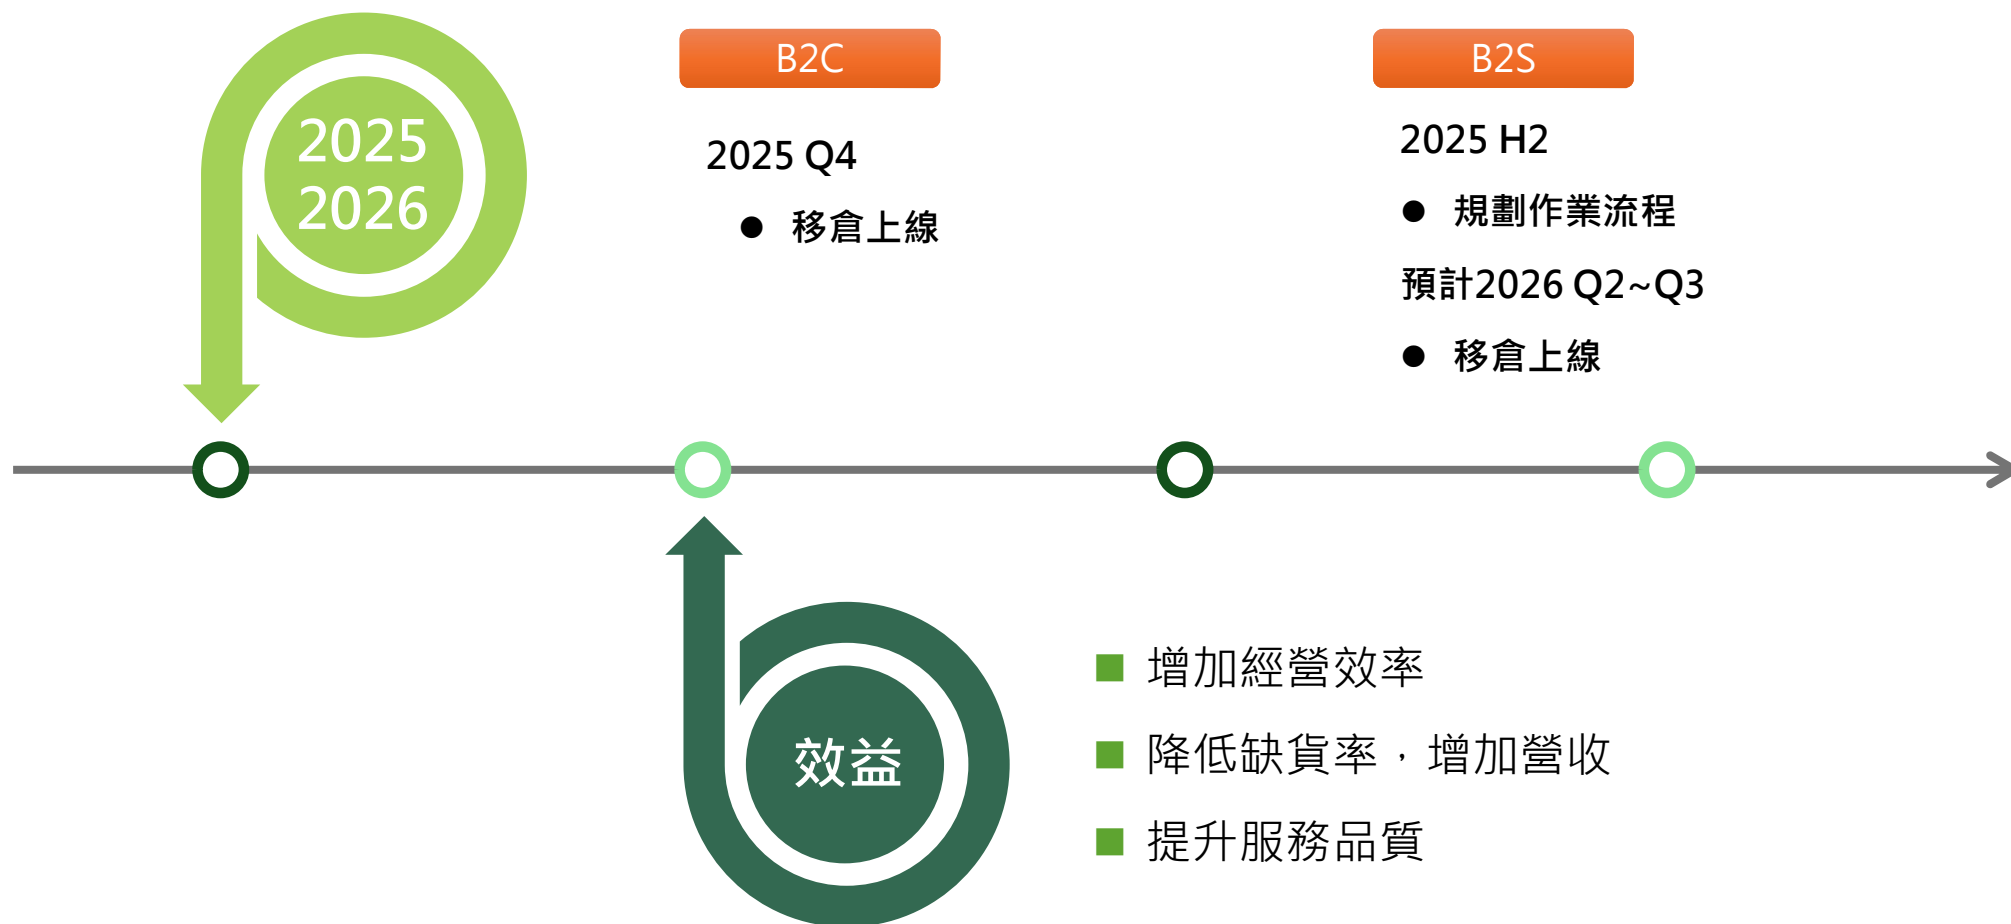 2025
2026
B2C
2025 Q4
● 移倉上線
B2S
2025 H2
● 規劃作業流程
預計2026 Q2~Q3
● 移倉上線
效益
■ 增加經營效率
■ 降低缺貨率，增加營收
■ 提升服務品質